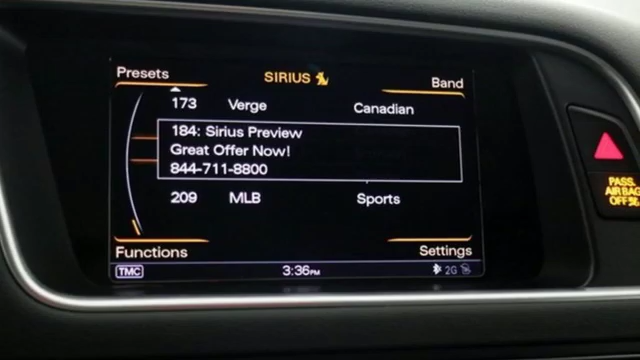 Presets
SIRIUS
Band
173 Verge Canadian
184: Sirius Preview
Great Offer Now!
844-711-8800
209 MLB Sports
Functions
Settings
TMC 3:36PM 2G
PASS.
AIR BAG
OFF